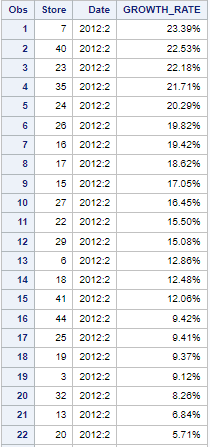 Obs Store Date GROWTH_RATE
1 7 2012:2 23.39%
2 40 2012:2 22.53%
3 23 2012:2 22.18%
4 35 2012:2 21.71%
5 24 2012:2 20.29%
6 26 2012:2 19.82%
7 16 2012:2 19.42%
8 17 2012:2 18.62%
9 15 2012:2 17.05%
10 27 2012:2 16.45%
11 22 2012:2 15.50%
12 29 2012:2 15.08%
13 6 2012:2 12.86%
14 18 2012:2 12.48%
15 41 2012:2 12.06%
16 44 2012:2 9.42%
17 25 2012:2 9.41%
18 19 2012:2 9.37%
19 3 2012:2 9.12%
20 32 2012:2 8.26%
21 13 2012:2 6.84%
22 20 2012:2 5.71%